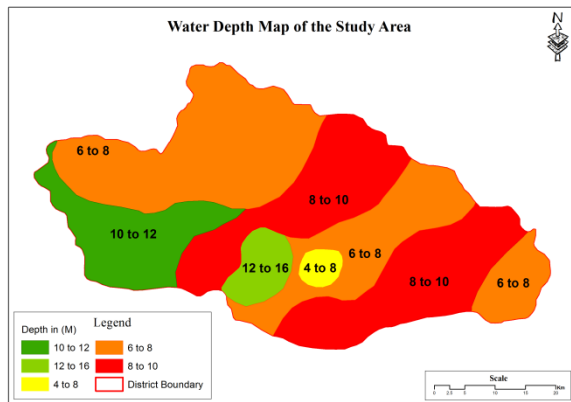 Water Depth Map of the Study Area
N
6 to 8
8 to 10
10 to 12
6 to 8
12 to 16
4 to 8
8 to 10
6 to 8
Legend
Depth in (M)
10 to 12
6 to 8
12 to 16
8 to 10
4 to 8
District Boundary
Scale
0 2.5 5 10 15 20 Km